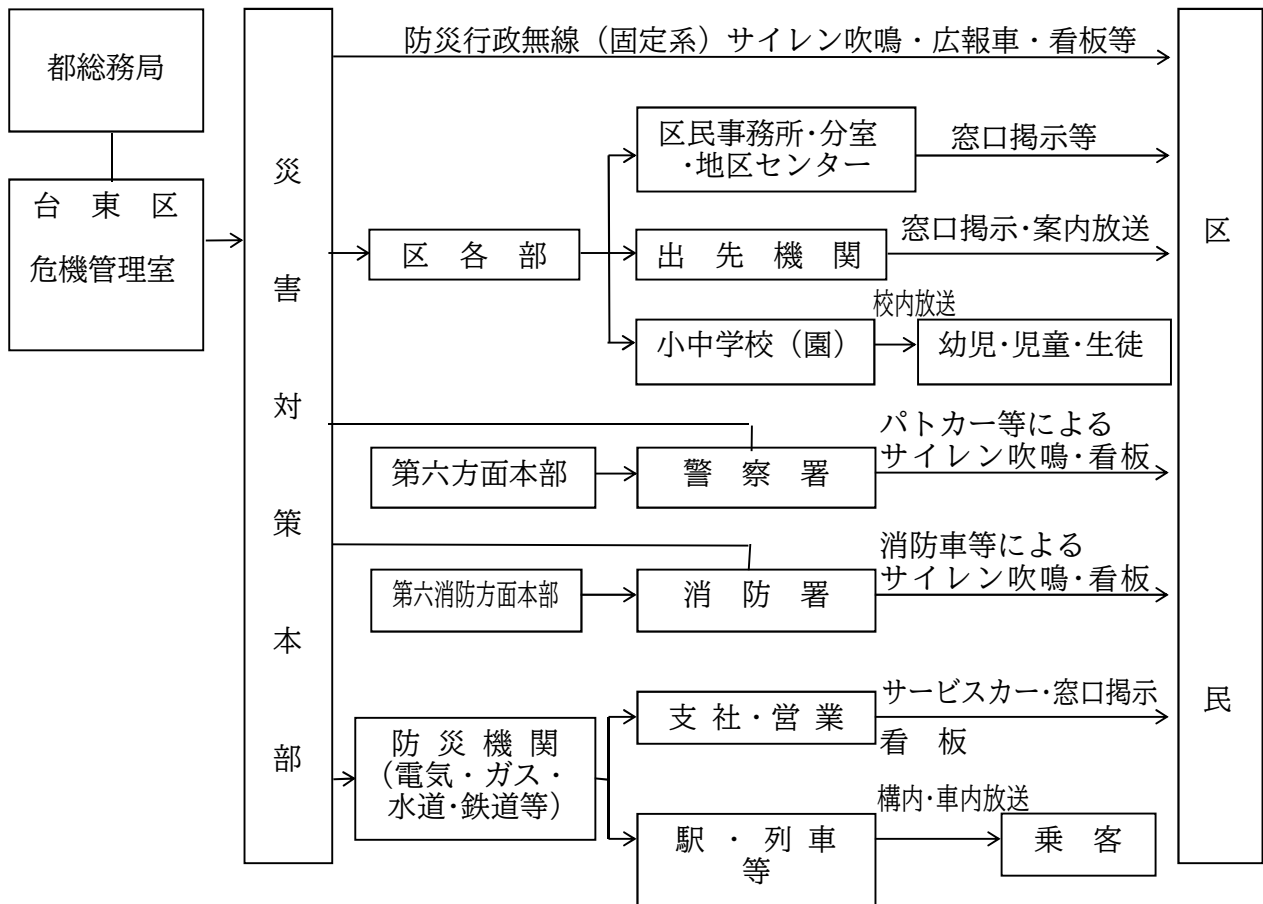 都総務局
台東区
危機管理室
災害対策本部
防災行政無線（固定系）サイレン吹鳴・広報車・看板等
区民事務所・分室
・地区センター
窓口掲示等
区各部
出先機関
窓口掲示・案内放送
小中学校（園）
校内放送
幼児・児童・生徒
第六方面本部
警察署
パトカー等による
サイレン吹鳴・看板
第六消防方面本部
消防署
消防車等による
サイレン吹鳴・看板
防災機関
（電気・ガス・
水道・鉄道等）
支社・営業
サービスカー・窓口掲示
看板
駅・列車
等
構内・車内放送
乗客
区民